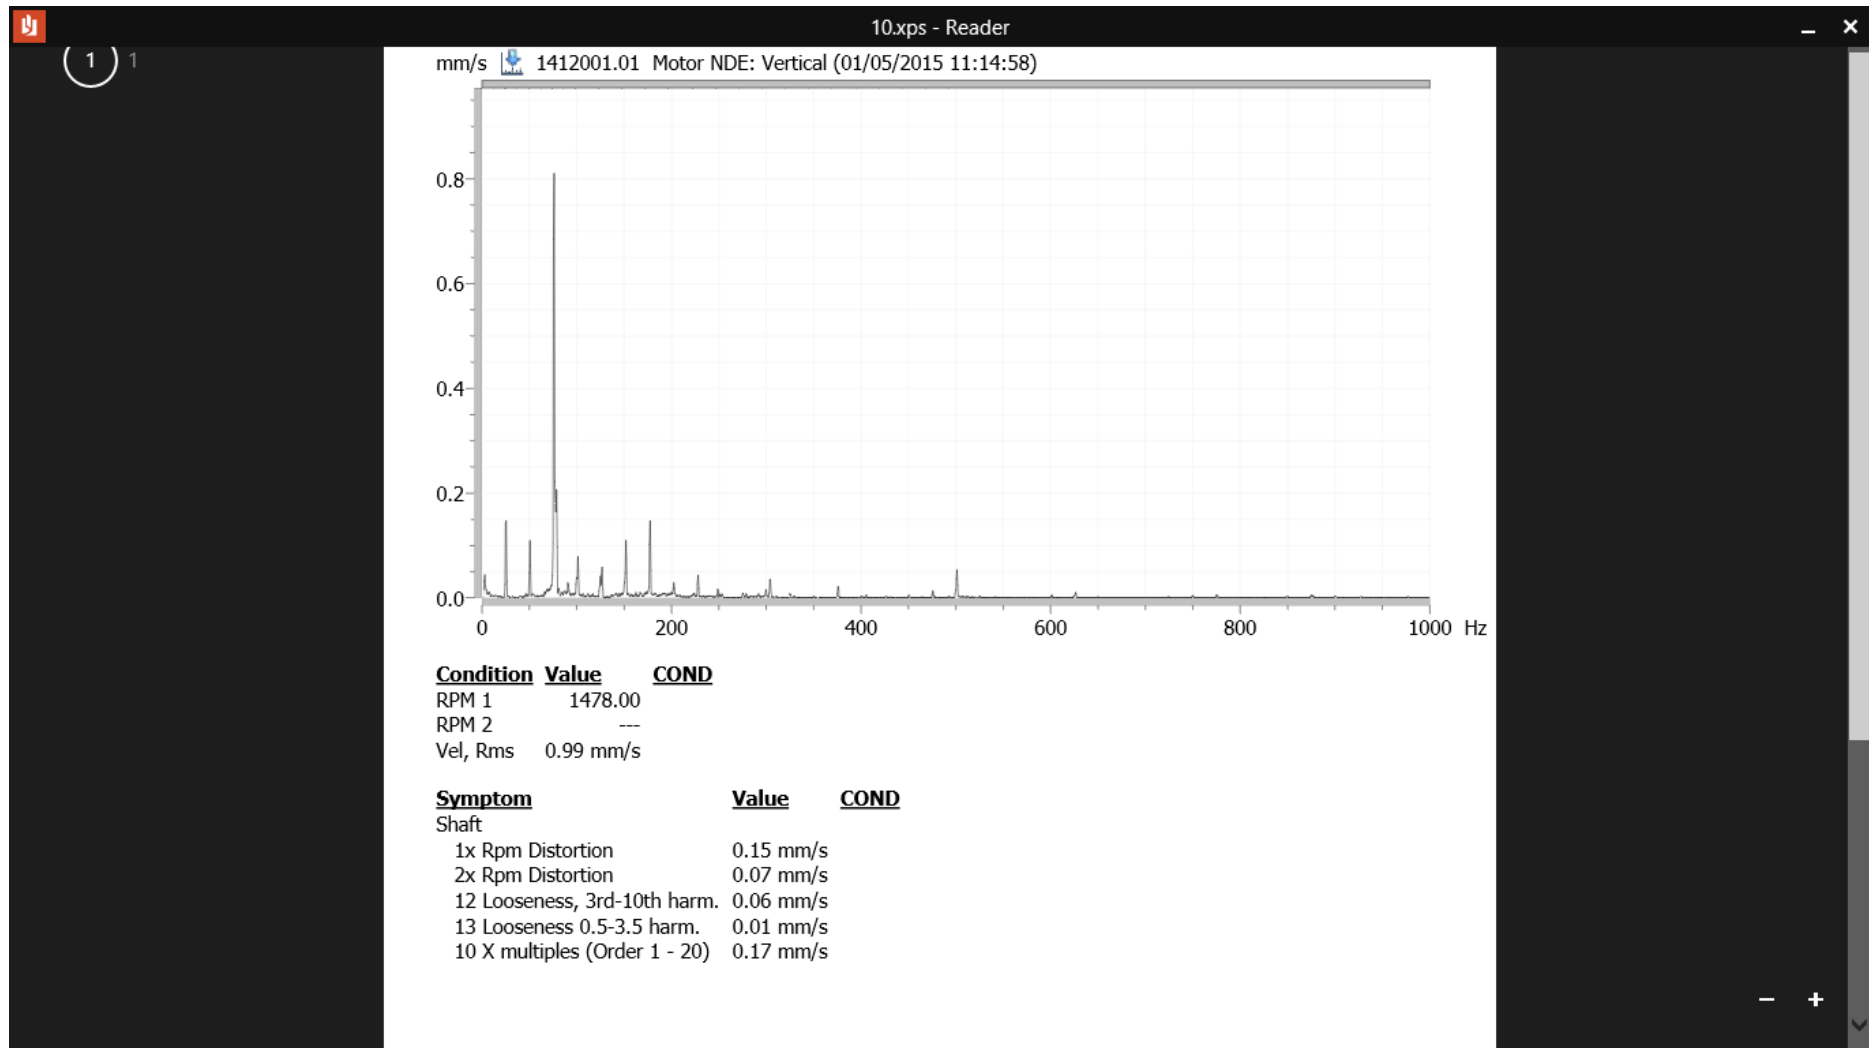 10.xps - Reader
1 1
mm/s 1412001.01 Motor NDE: Vertical (01/05/2015 11:14:58)
0.8
0.6
0.4
0.2
0.0
0 200 400 600 800 1000 Hz
Condition Value COND
RPM 1 1478.00
RPM 2 ---
Vel, Rms 0.99 mm/s
Symptom Value COND
Shaft
1x Rpm Distortion 0.15 mm/s
2x Rpm Distortion 0.07 mm/s
12 Looseness, 3rd-10th harm. 0.06 mm/s
13 Looseness 0.5-3.5 harm. 0.01 mm/s
10 X multiples (Order 1 - 20) 0.17 mm/s